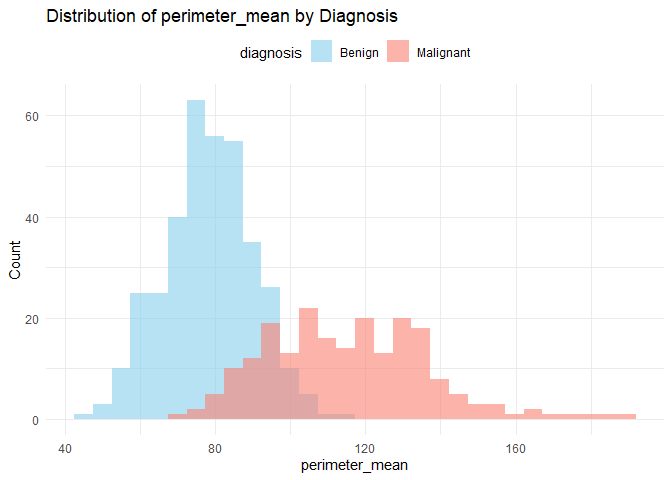 Distribution of perimeter_mean by Diagnosis
diagnosis Benign Malignant
60
40
20
0
Count
40 80 120 160
perimeter_mean